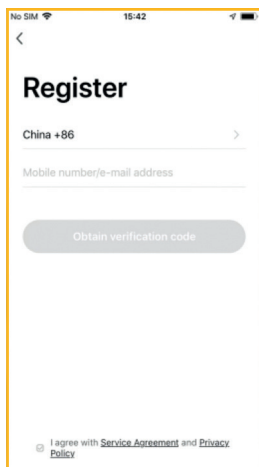 No SIM 15:42
Register
China +86
Mobile number/e-mail address
Obtain verification code
I agree with Service Agreement and Privacy
Policy